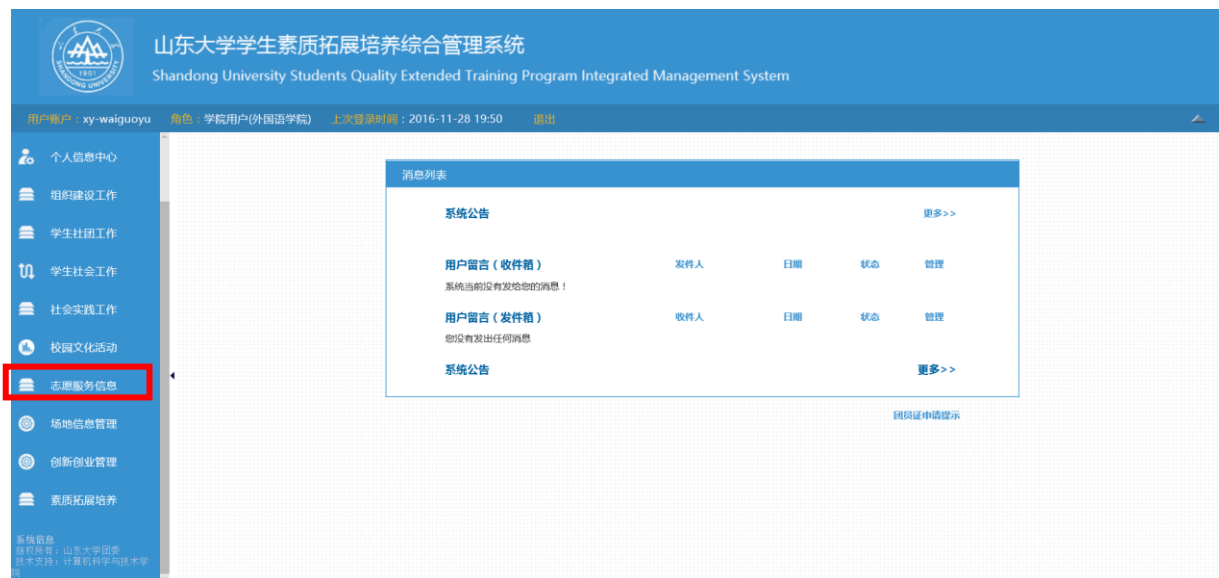 山东大学学生素质拓展培养综合管理系统
Shandong University Students Quality Extended Training Program Integrated Management System
1901
SHANDONG UNIVERSITY
用户账户：xy-waiguoyu 角色：学院用户(外国语学院) 上次登录时间：2016-11-28 19:50 退出
个人信息中心
组织建设工作
学生社团工作
学生社会工作
社会实践工作
校园文化活动
志愿服务信息
场地信息管理
创新创业管理
素质拓展培养
系统信息
版权所有：山东大学团委
技术支持：计算机科学与技术学
院
消息列表
系统公告 更多>>
用户留言（收件箱） 发件人 日期 状态 管理
系统当前没有发给您的消息！
用户留言（发件箱） 收件人 日期 状态 管理
您没有发出任何消息
系统公告 更多>>
团员证申请提示